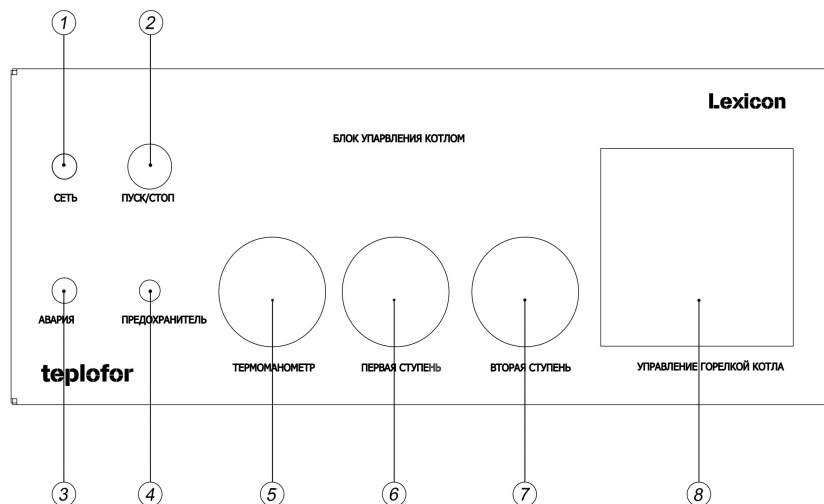 1 2
Lexicon
БЛОК УПАРВЛЕНИЯ КОТЛОМ
СЕТЬ ПУСК/СТОП
АВАРИЯ ПРЕДОХРАНИТЕЛЬ
teplofor ТЕРМОМАНОМЕТР ПЕРВАЯ СТУПЕНЬ ВТОРАЯ СТУПЕНЬ УПРАВЛЕНИЕ ГОРЕЛКОЙ КОТЛА
3 4 5 6 7 8